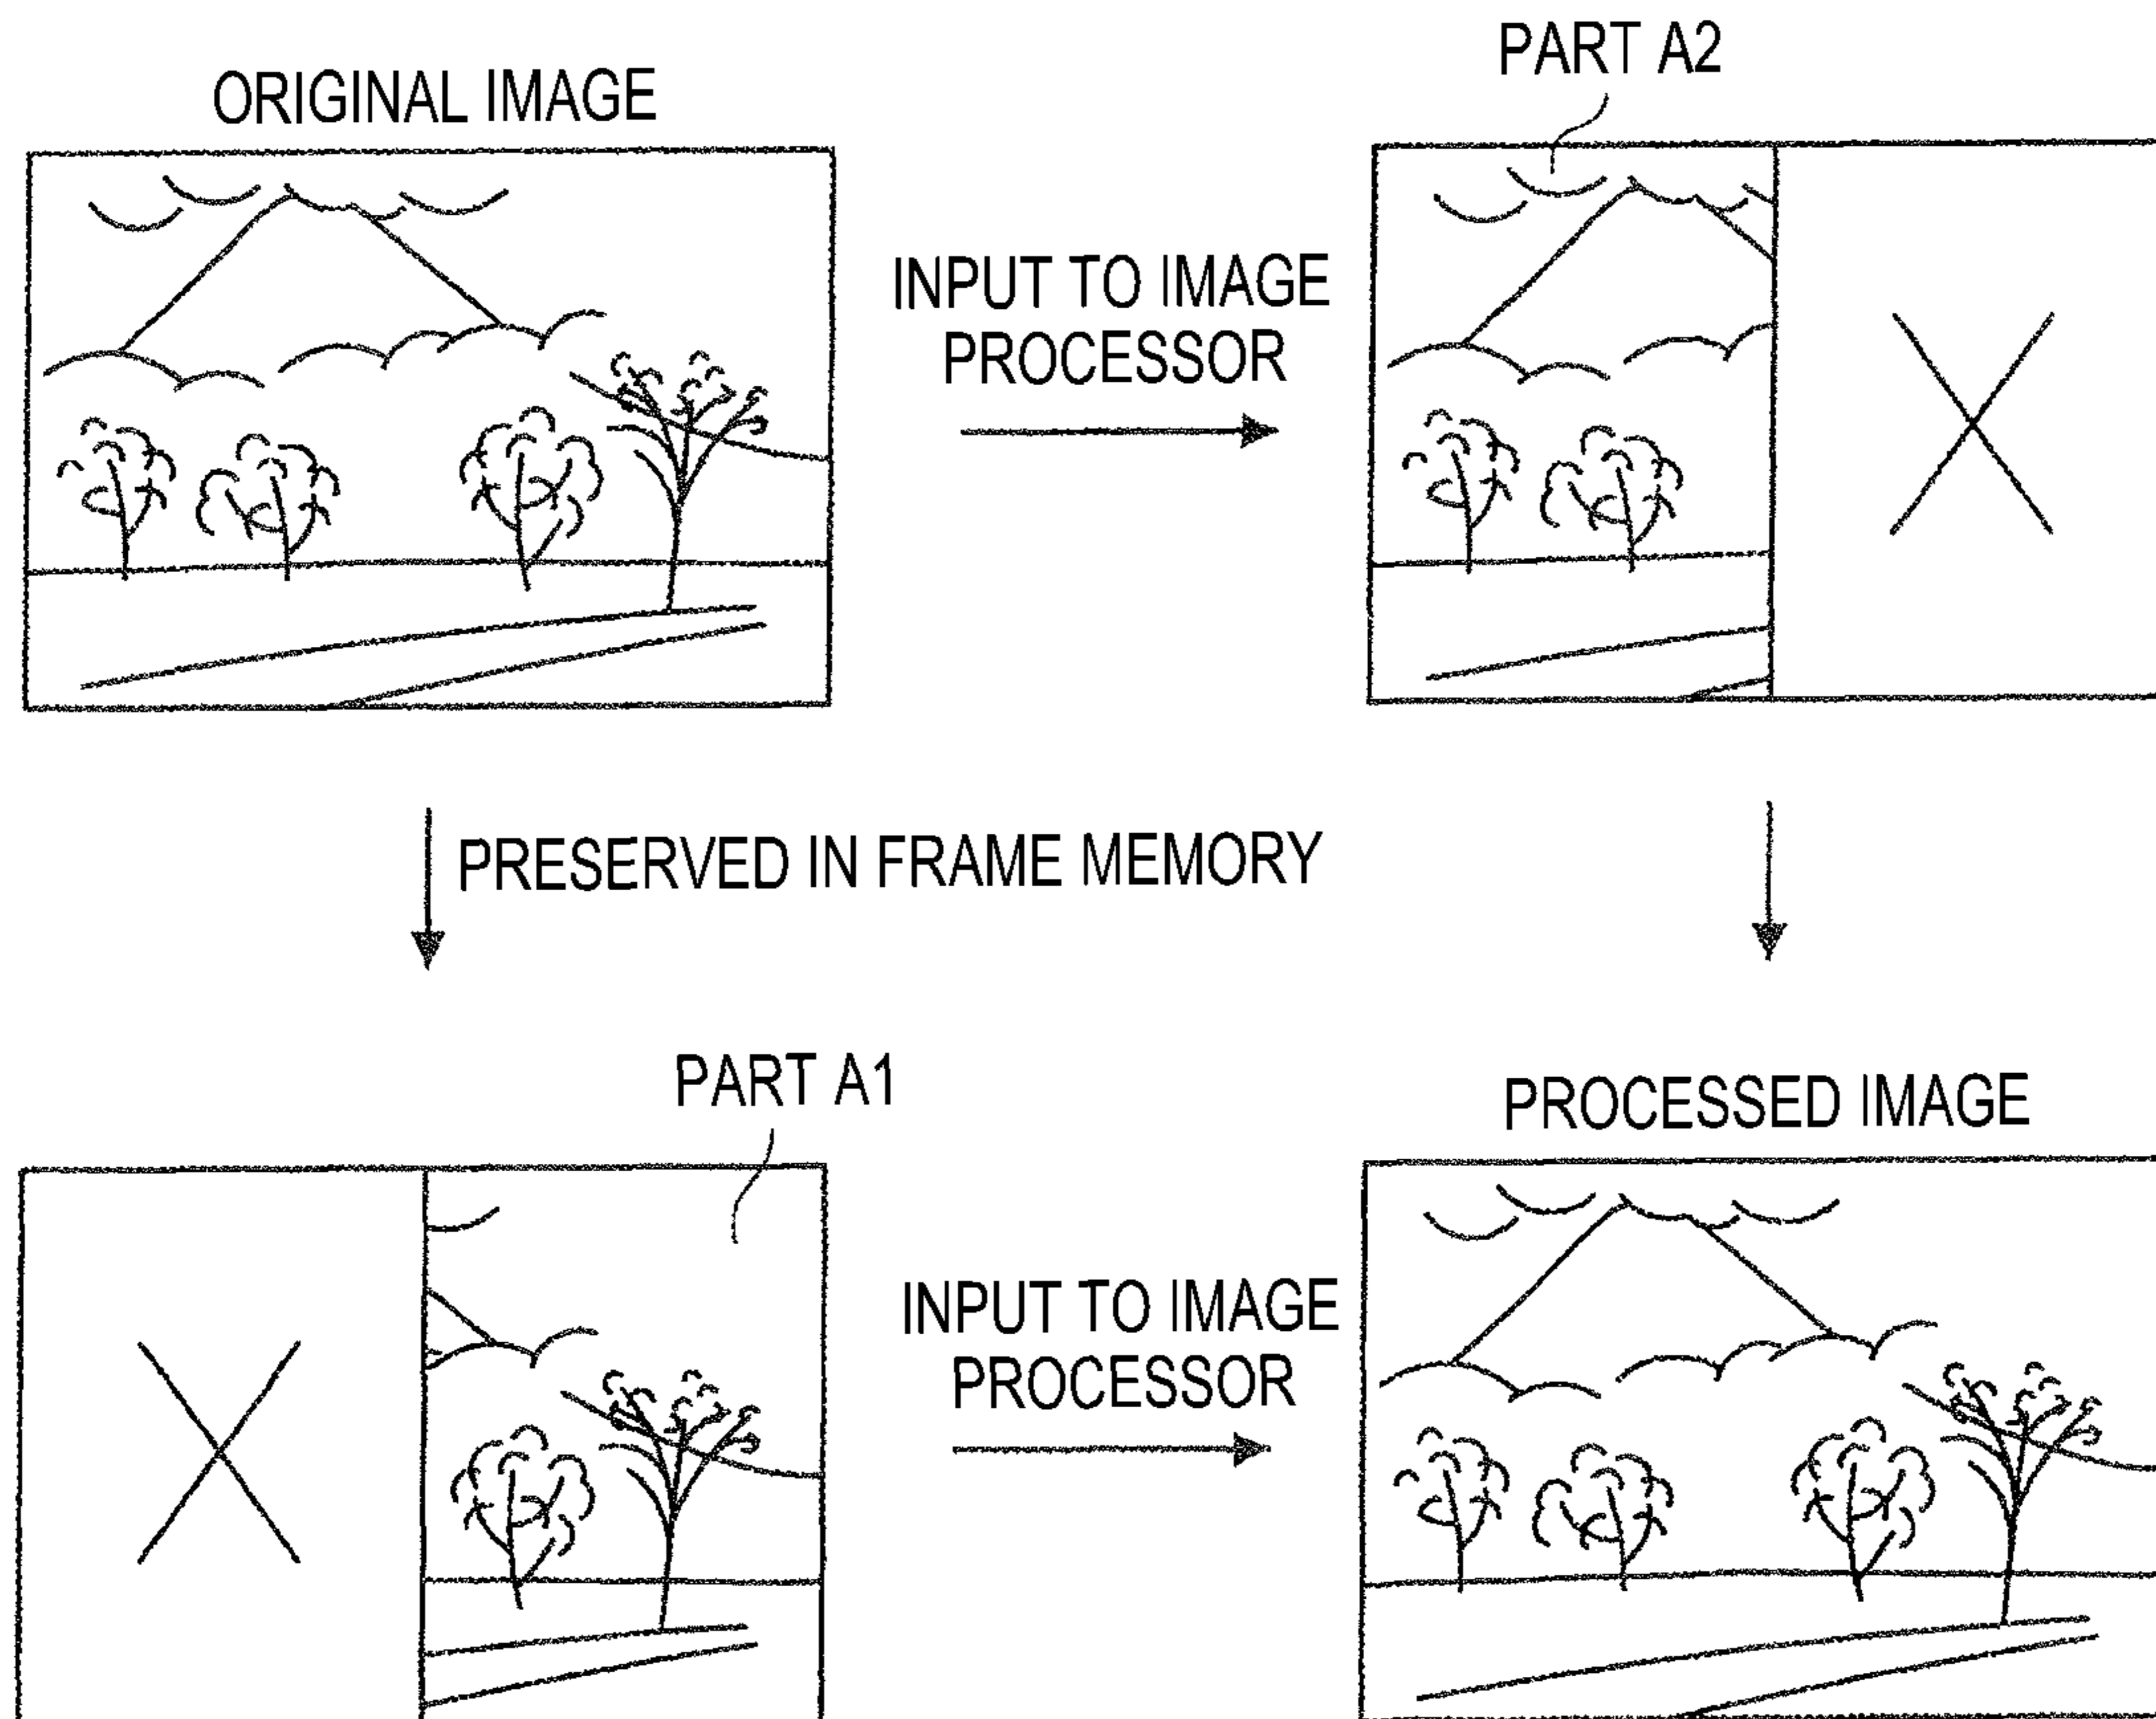 PART A2
ORIGINAL IMAGE
INPUT TO IMAGE
PROCESSOR
PRESERVED IN FRAME MEMORY
PART A1
PROCESSED IMAGE
INPUT TO IMAGE
PROCESSOR